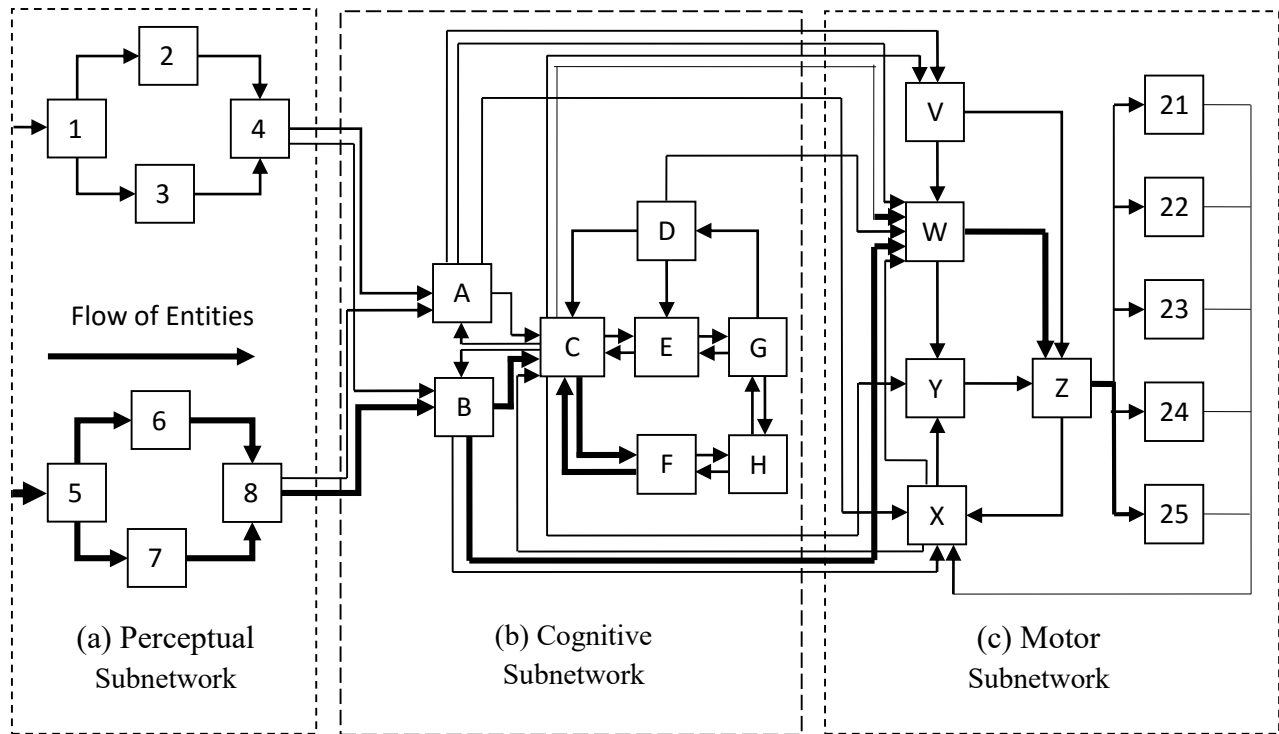 1
2
3
4
Flow of Entities
5
6
7
8
(a) Perceptual
Subnetwork
A
B
C
D
E
F
G
H
(b) Cognitive
Subnetwork
V
W
X
Y
Z
21
22
23
24
25
(c) Motor
Subnetwork